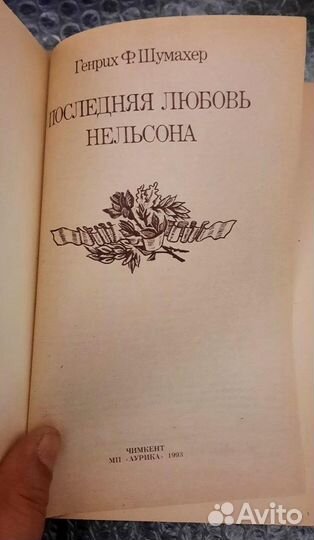 Генрих Ф. Шумахер
ПОСЛЕДНЯЯ ЛЮБОВЬ
НЕЛЬСОНА
ЧИМКЕНТ
МП «АУРИКА» 1993
Avito